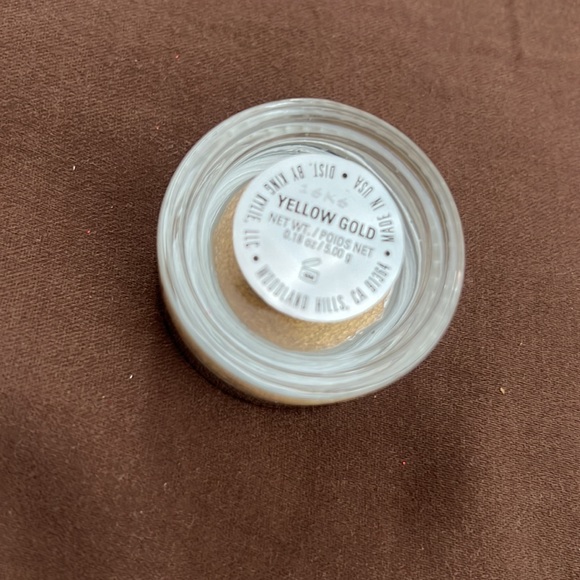 16K6
YELLOW GOLD
NET WT. / POIDS NET
0.18 oz / 5.00 g
MADE IN USA • DIST. BY KING KYLIE, LLC • WOODLAND HILLS, CA 91364 •